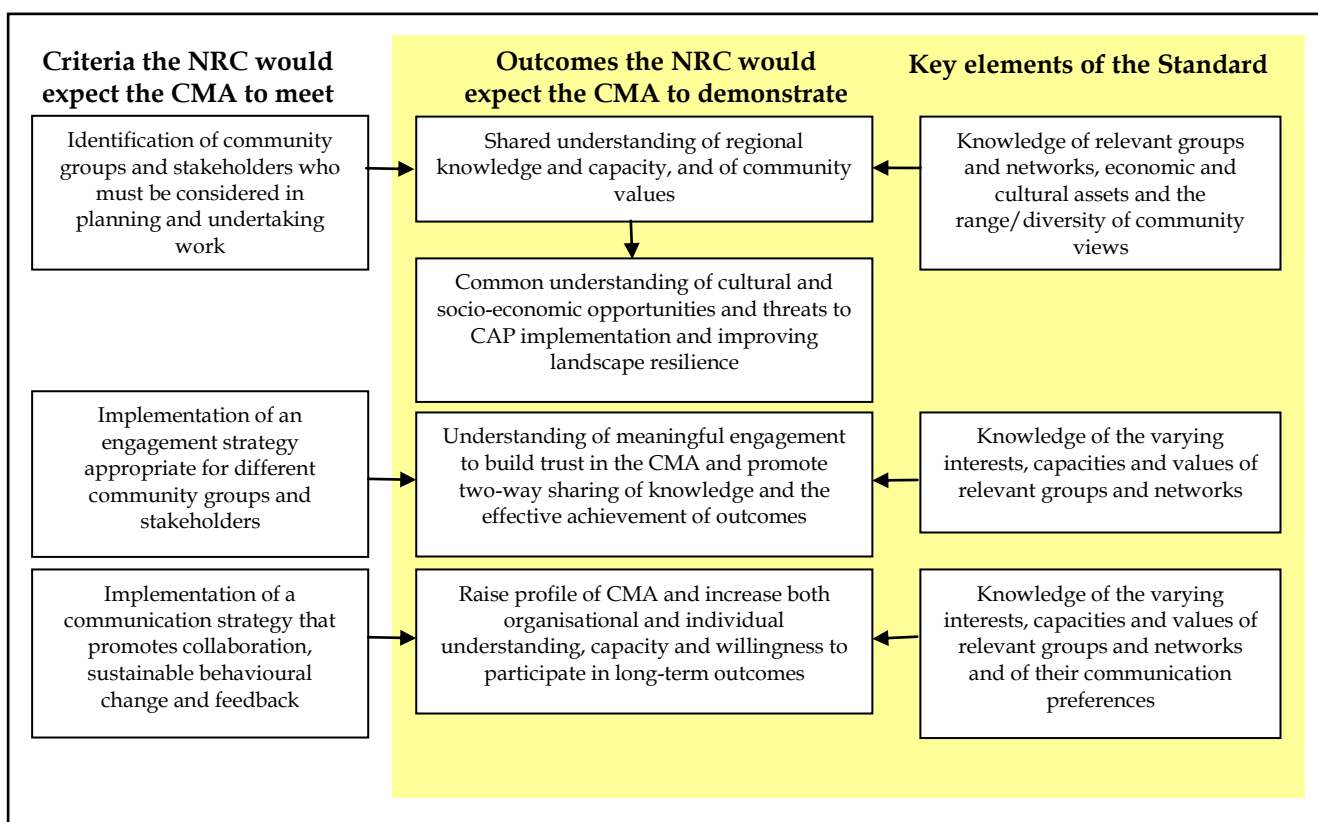 Criteria the NRC would
expect the CMA to meet
Outcomes the NRC would
expect the CMA to demonstrate
Key elements of the Standard
Identification of community
groups and stakeholders who
must be considered in
planning and undertaking
work
Shared understanding of regional
knowledge and capacity, and of community
values
Knowledge of relevant groups
and networks, economic and
cultural assets and the
range/diversity of community
views
Common understanding of cultural and
socio-economic opportunities and threats to
CAP implementation and improving
landscape resilience
Implementation of an
engagement strategy
appropriate for different
community groups and
stakeholders
Understanding of meaningful engagement
to build trust in the CMA and promote
two-way sharing of knowledge and the
effective achievement of outcomes
Knowledge of the varying
interests, capacities and values of
relevant groups and networks
Implementation of a
communication strategy that
promotes collaboration,
sustainable behavioural
change and feedback
Raise profile of CMA and increase both
organisational and individual
understanding, capacity and willingness to
participate in long-term outcomes
Knowledge of the varying
interests, capacities and values of
relevant groups and networks
and of their communication
preferences